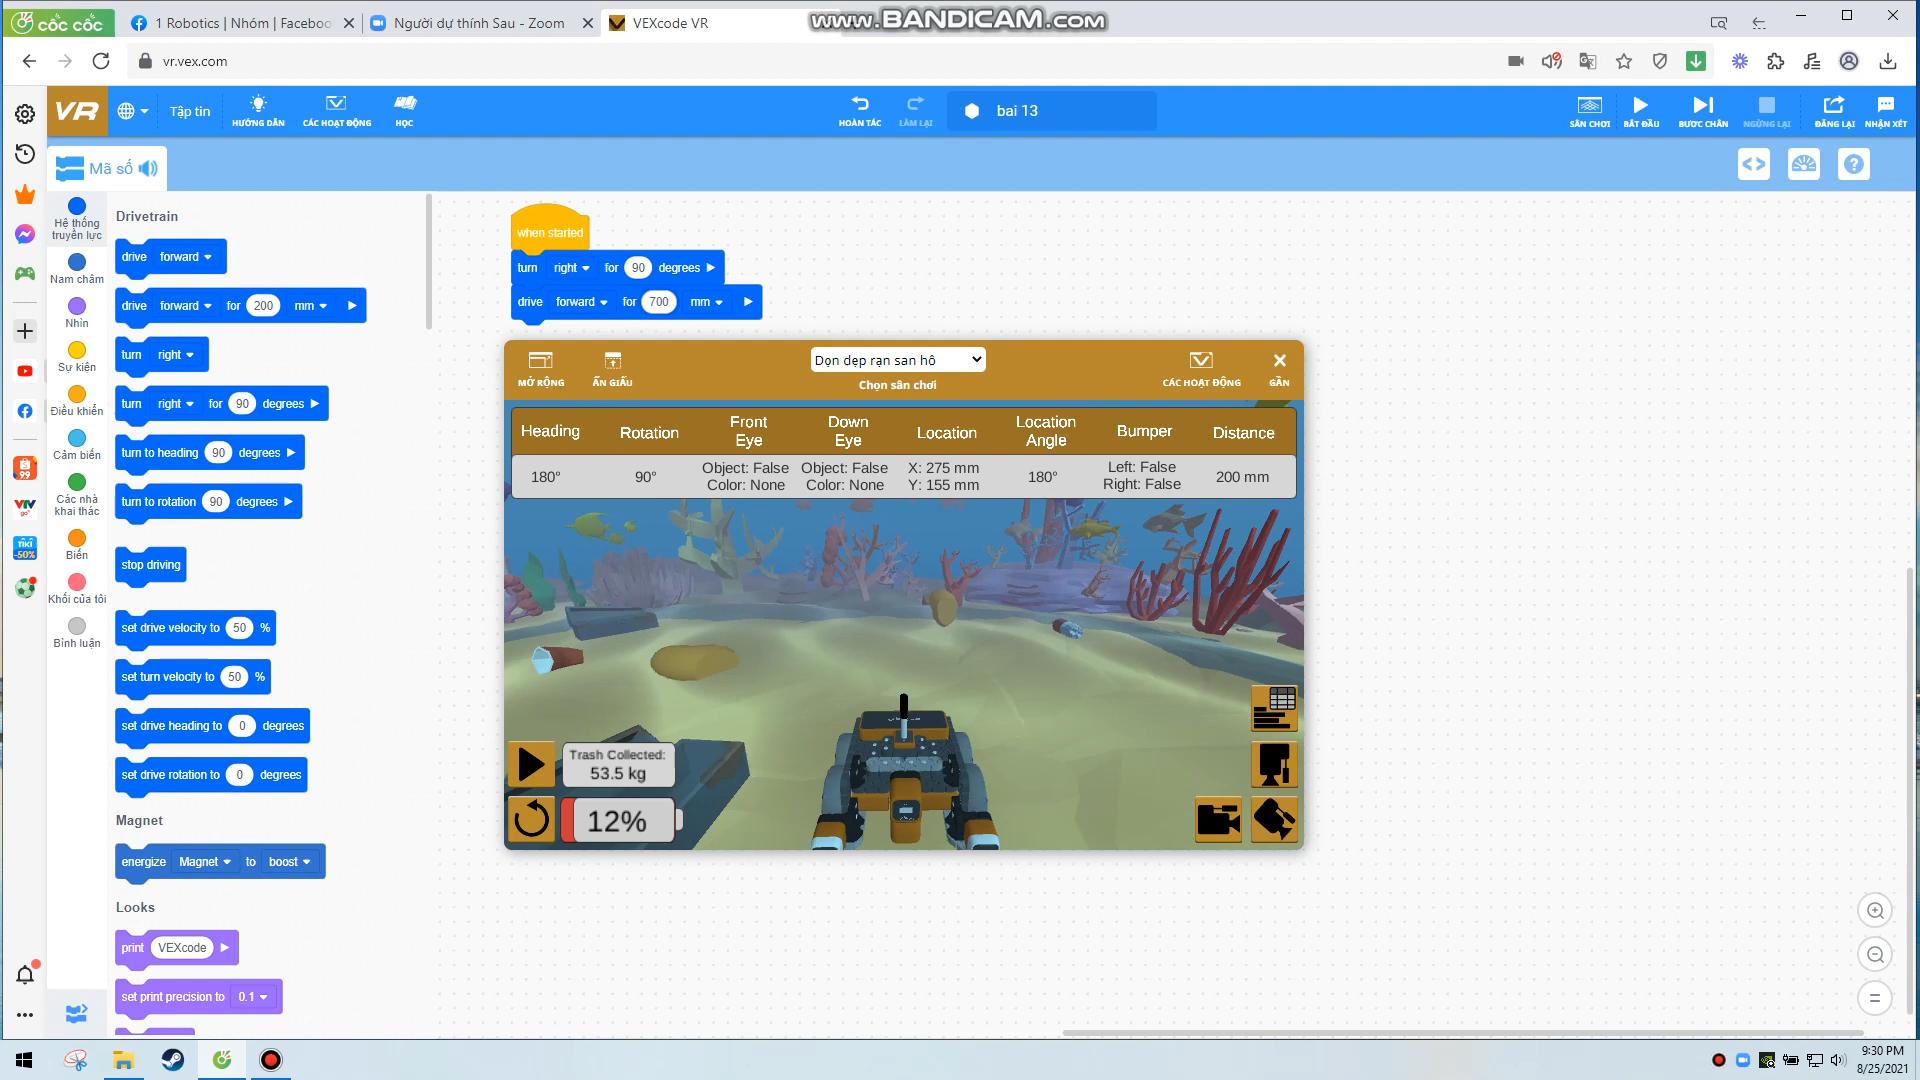 www.BANDICAM.com
cốc cốc
1 Robotics | Nhóm | Faceboo
Người dự thính Sau - Zoom
VEXcode VR
vr.vex.com
VR
Tập tin
HƯỚNG DẪN
CÁC HOẠT ĐỘNG
HỌC
HOÀN TÁC
LÀM LẠI
bai 13
SÂN CHƠI
BẮT ĐẦU
BƯỚC CHÂN
NGỪNG LẠI
ĐĂNG LẠI
NHẬN XÉT
Mã số
Hệ thống
truyền lực
Nam châm
Nhìn
Sự kiện
Điều khiển
Cảm biến
Các nhà
khai thác
Biến
Khối của tôi
Bình luận
Drivetrain
drive forward
drive forward for 200 mm
turn right
turn right for 90 degrees
turn to heading 90 degrees
turn to rotation 90 degrees
stop driving
set drive velocity to 50 %
set turn velocity to 50 %
set drive heading to 0 degrees
set drive rotation to 0 degrees
Magnet
energize Magnet to boost
Looks
print VEXcode
set print precision to 0.1
when started
turn right for 90 degrees
drive forward for 700 mm
MỞ RỘNG
ẨN GIẤU
Dọn dẹp rạn san hô
Chọn sân chơi
CÁC HOẠT ĐỘNG
GẦN
Heading
Rotation
Front
Eye
Down
Eye
Location
Location
Angle
Bumper
Distance
180°
90°
Object: False
Color: None
Object: False
Color: None
X: 275 mm
Y: 155 mm
180°
Left: False
Right: False
200 mm
Trash Collected:
53.5 kg
12%
99
VTV
go
TIKI
-50%
9:30 PM
8/25/2021